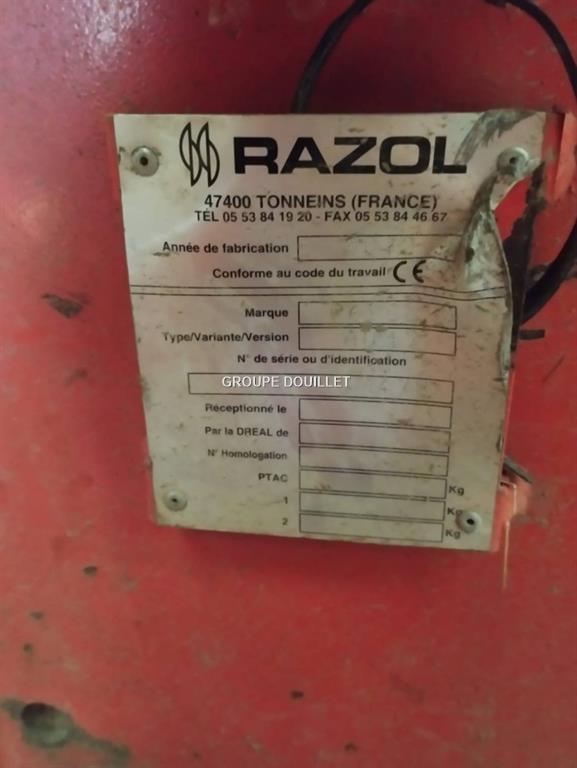 RAZOL
47400 TONNEINS (FRANCE)
TÉL 05 53 84 19 20 - FAX 05 53 84 46 67
Année de fabrication
Conforme au code du travail CE
Marque
Type/Variante/Version
N° de série ou d'identification
GROUPE DOUILLET
Réceptionné le
Par la DREAL de
N° Homologation
PTAC Kg
1 Kg
2 Kg